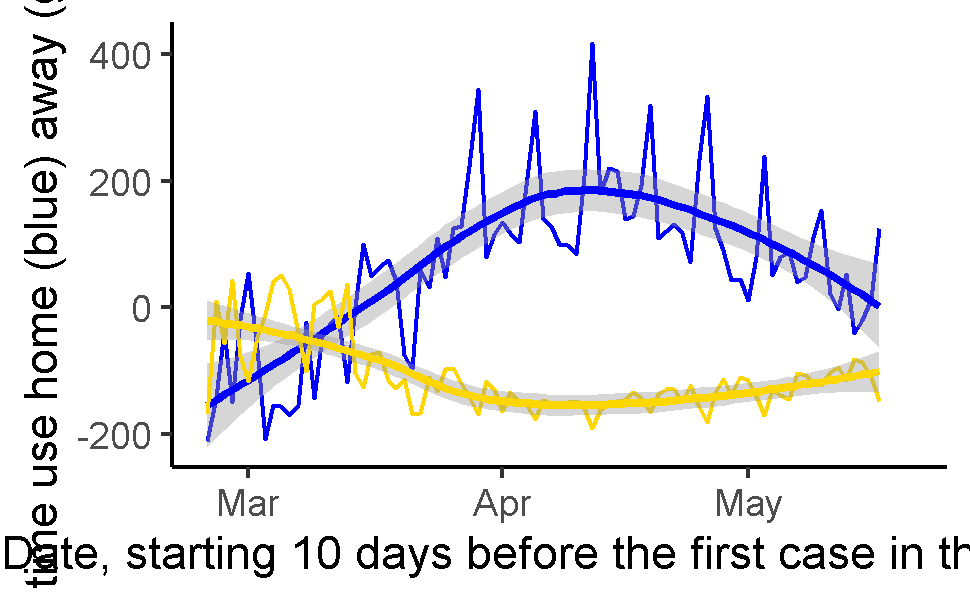 time use home (blue) away (
400
200
0
-200
Mar
Apr
May
Date, starting 10 days before the first case in th